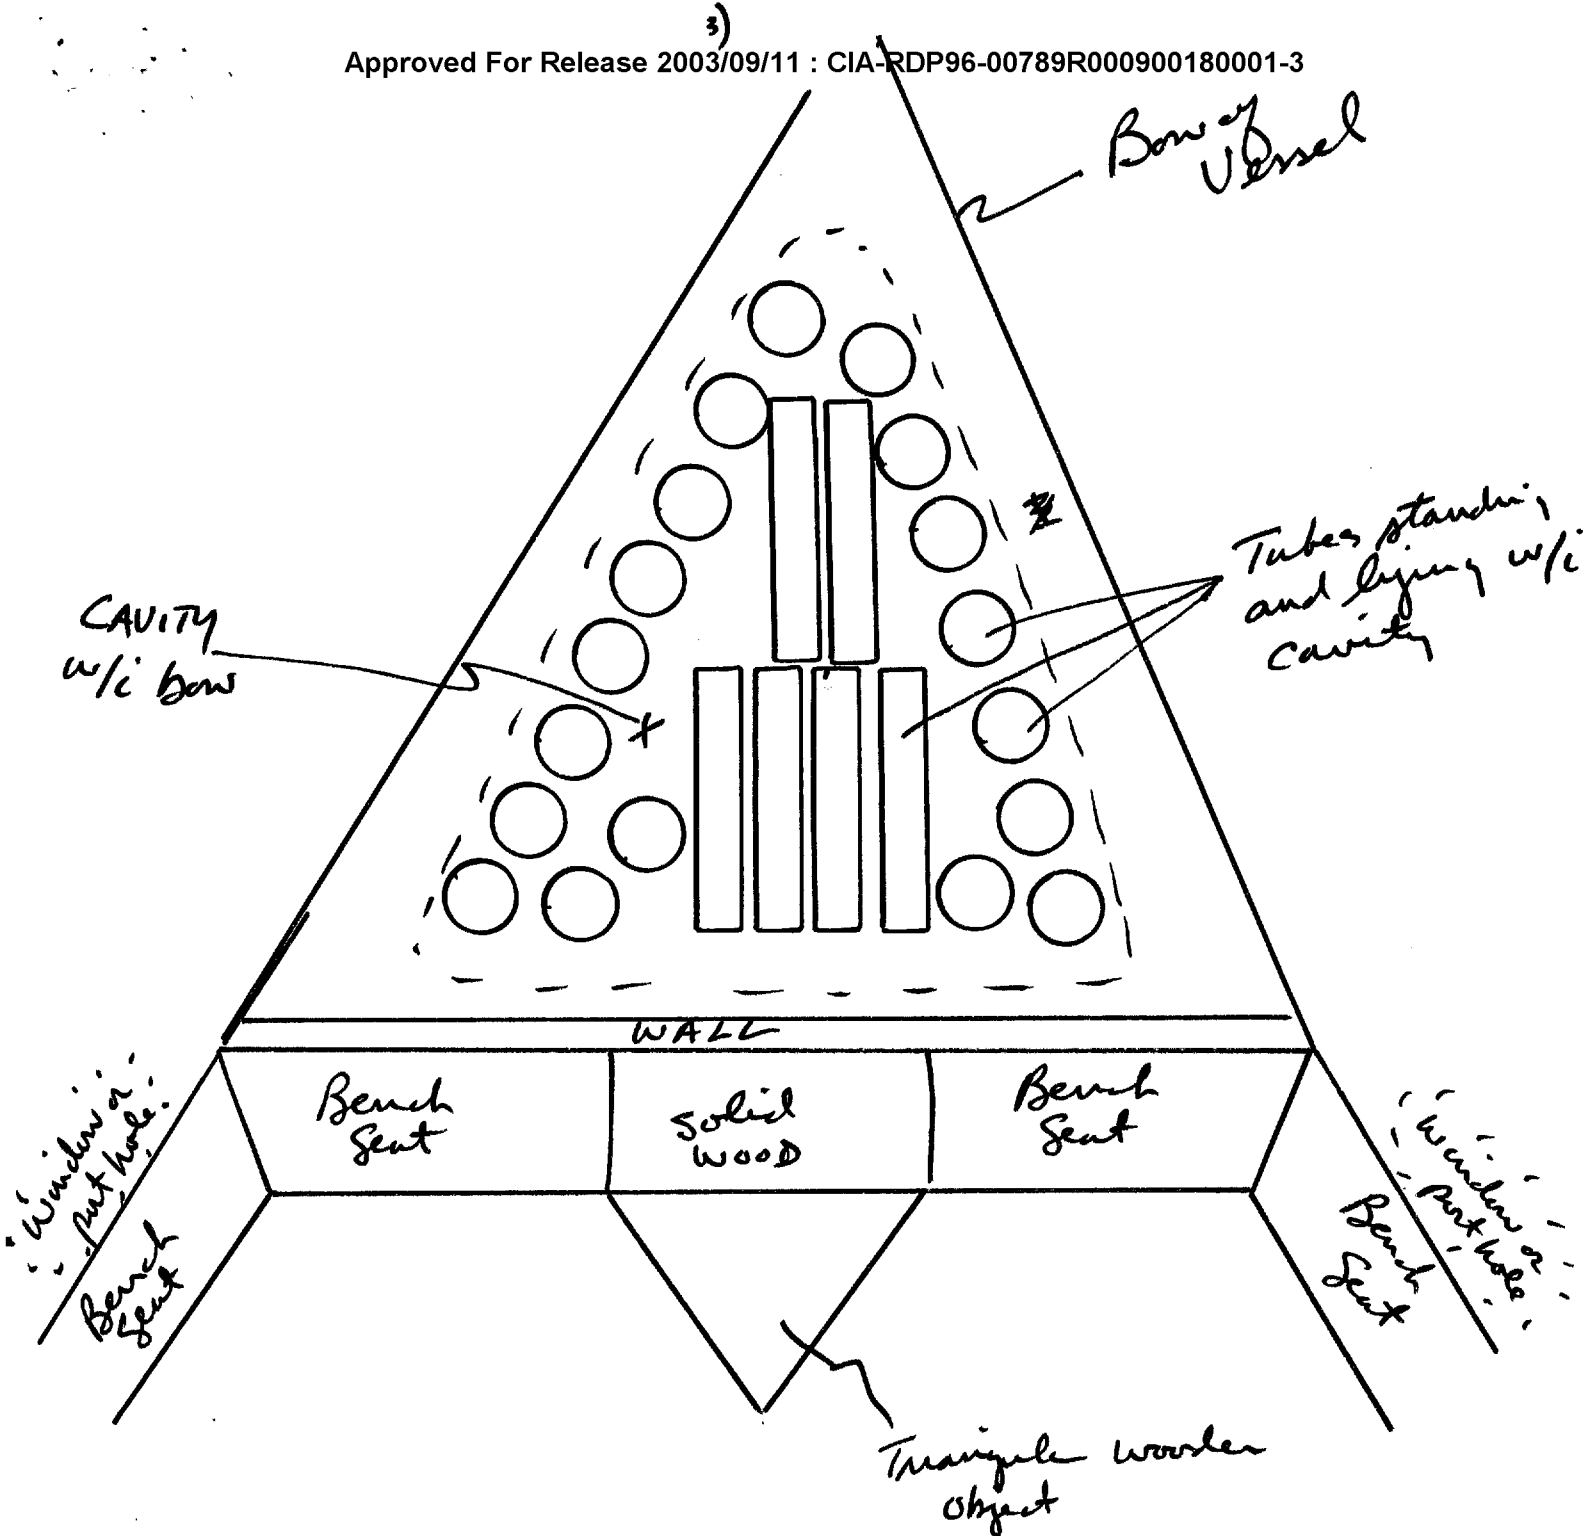 3)
Approved For Release 2003/09/11 : CIA-RDP96-00789R000900180001-3
Bow of
Vessel
Tubes standing
and lying w/i
cavity
CAVITY
w/i bow
WALL
Bench
Seat
Solid
WOOD
Bench
Seat
Window or
port hole
Bench
Seat
Window or
port hole
Bench
Seat
Triangular wooden
object